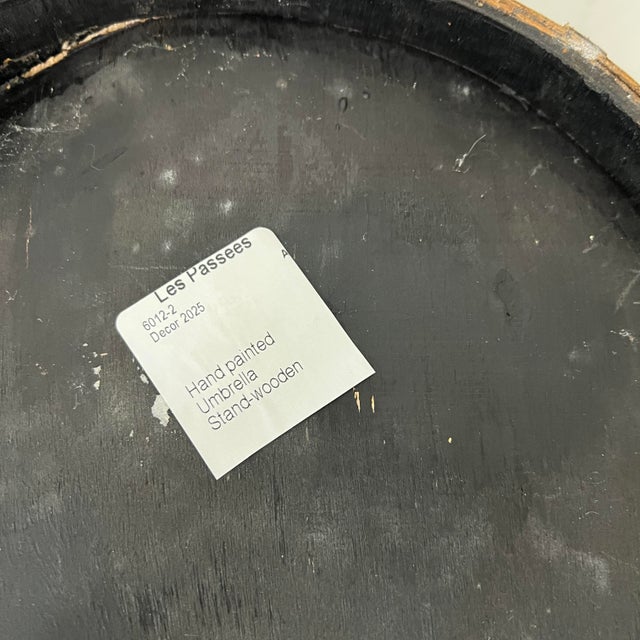 Les Passees
A
6012-2
Decor 2025
Hand painted
Umbrella
Stand-wooden